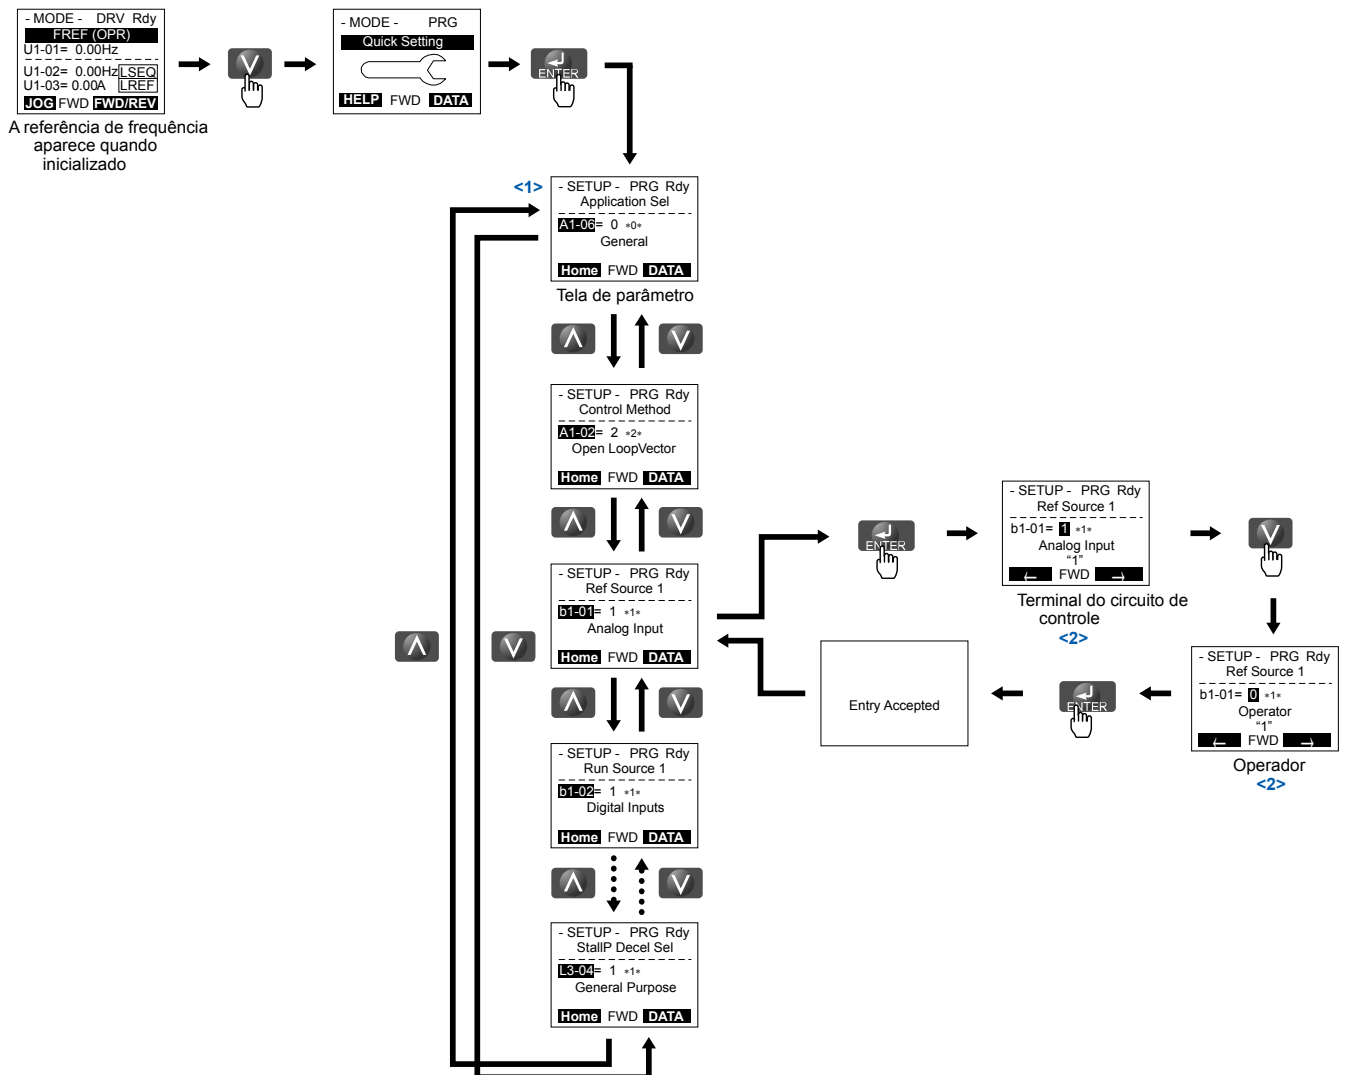 - MODE -  DRV Rdy
FREF (OPR)
U1-01= 0.00Hz
U1-02= 0.00Hz LSEQ
U1-03= 0.00A LREF
JOG FWD FWD/REV
A referência de frequência
aparece quando
inicializado
- MODE -  PRG
Quick Setting
HELP FWD DATA
ENTER
<1>
- SETUP -  PRG Rdy
Application Sel
A1-06= 0 *0*
General
Home FWD DATA
Tela de parâmetro
- SETUP -  PRG Rdy
Control Method
A1-02= 2 *2*
Open LoopVector
Home FWD DATA
- SETUP -  PRG Rdy
Ref Source 1
b1-01= 1 *1*
Analog Input
Home FWD DATA
ENTER
- SETUP -  PRG Rdy
Ref Source 1
b1-01= 1 *1*
Analog Input
“1”
← FWD →
Terminal do circuito de
controle
<2>
- SETUP -  PRG Rdy
Ref Source 1
b1-01= 0 *1*
Operator
“1”
← FWD →
Operador
<2>
ENTER
Entry Accepted
- SETUP -  PRG Rdy
Run Source 1
b1-02= 1 *1*
Digital Inputs
Home FWD DATA
- SETUP -  PRG Rdy
StallP Decel Sel
L3-04= 1 *1*
General Purpose
Home FWD DATA